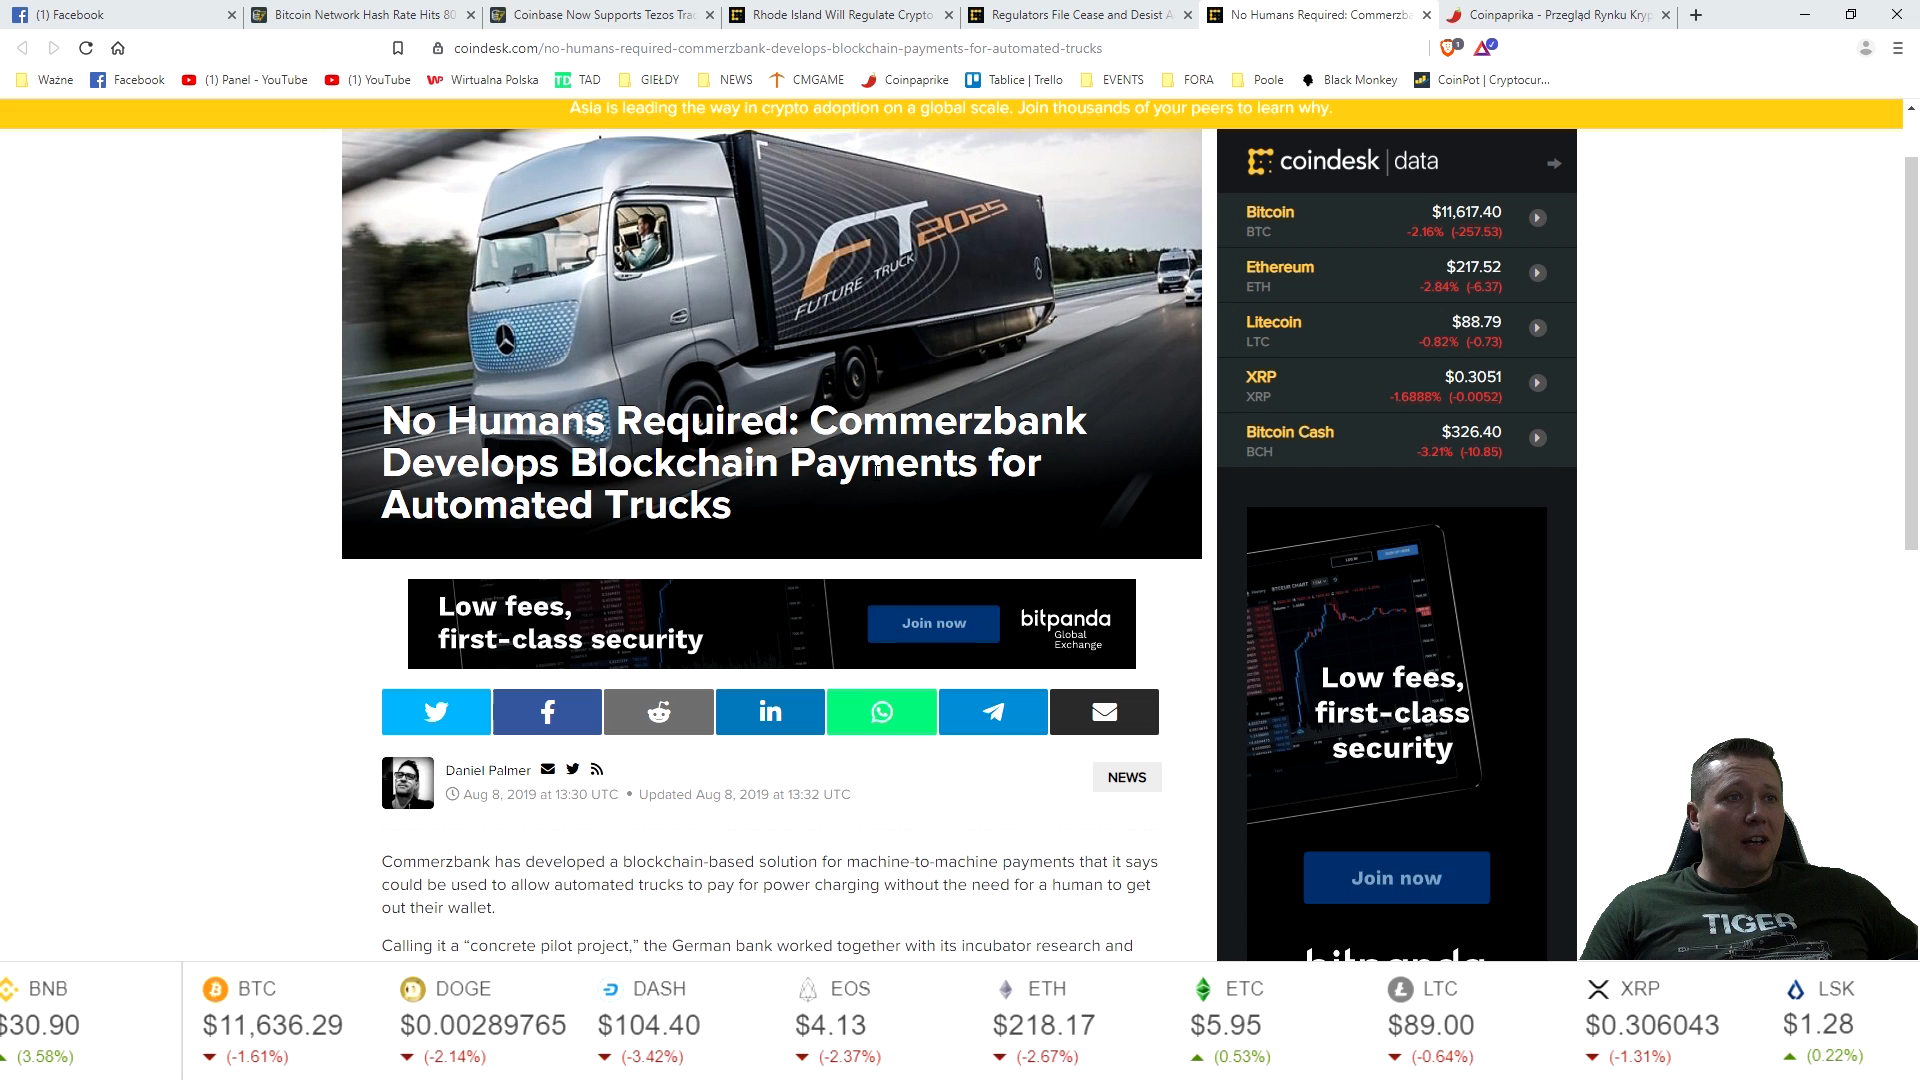 (1) Facebook
Bitcoin Network Hash Rate Hits 80
Coinbase Now Supports Tezos Trac
Rhode Island Will Regulate Crypto
Regulators File Cease and Desist A
No Humans Required: Commerzba
Coinpaprika - Przegląd Rynku Kryp
coindesk.com/no-humans-required-commerzbank-develops-blockchain-payments-for-automated-trucks
1
Ważne
Facebook
(1) Panel - YouTube
(1) YouTube
Wirtualna Polska
TAD
GIEŁDY
NEWS
CMGAME
Coinpaprike
Tablice | Trello
EVENTS
FORA
Poole
Black Monkey
CoinPot | Cryptocur...
Asia is leading the way in crypto adoption on a global scale. Join thousands of your peers to learn why.
FT2025
FUTURE TRUCK
No Humans Required: Commerzbank
Develops Blockchain Payments for
Automated Trucks
coindesk | data
Bitcoin $11,617.40
BTC -2.16% (-257.53)
Ethereum $217.52
ETH -2.84% (-6.37)
Litecoin $88.79
LTC -0.82% (-0.73)
XRP $0.3051
XRP -1.6888% (-0.0052)
Bitcoin Cash $326.40
BCH -3.21% (-10.85)
Low fees,
first-class security
Join now
bitpanda
Global
Exchange
Daniel Palmer
Aug 8, 2019 at 13:30 UTC • Updated Aug 8, 2019 at 13:32 UTC
NEWS
Commerzbank has developed a blockchain-based solution for machine-to-machine payments that it says
could be used to allow automated trucks to pay for power charging without the need for a human to get
out their wallet.
Calling it a “concrete pilot project,” the German bank worked together with its incubator research and
Low fees,
first-class
security
Join now
bitpanda
TIGER
BNB
$30.90
(3.58%)
BTC
$11,636.29
(-1.61%)
DOGE
$0.00289765
(-2.14%)
DASH
$104.40
(-3.42%)
EOS
$4.13
(-2.37%)
ETH
$218.17
(-2.67%)
ETC
$5.95
(0.53%)
LTC
$89.00
(-0.64%)
XRP
$0.306043
(-1.31%)
LSK
$1.28
(0.22%)